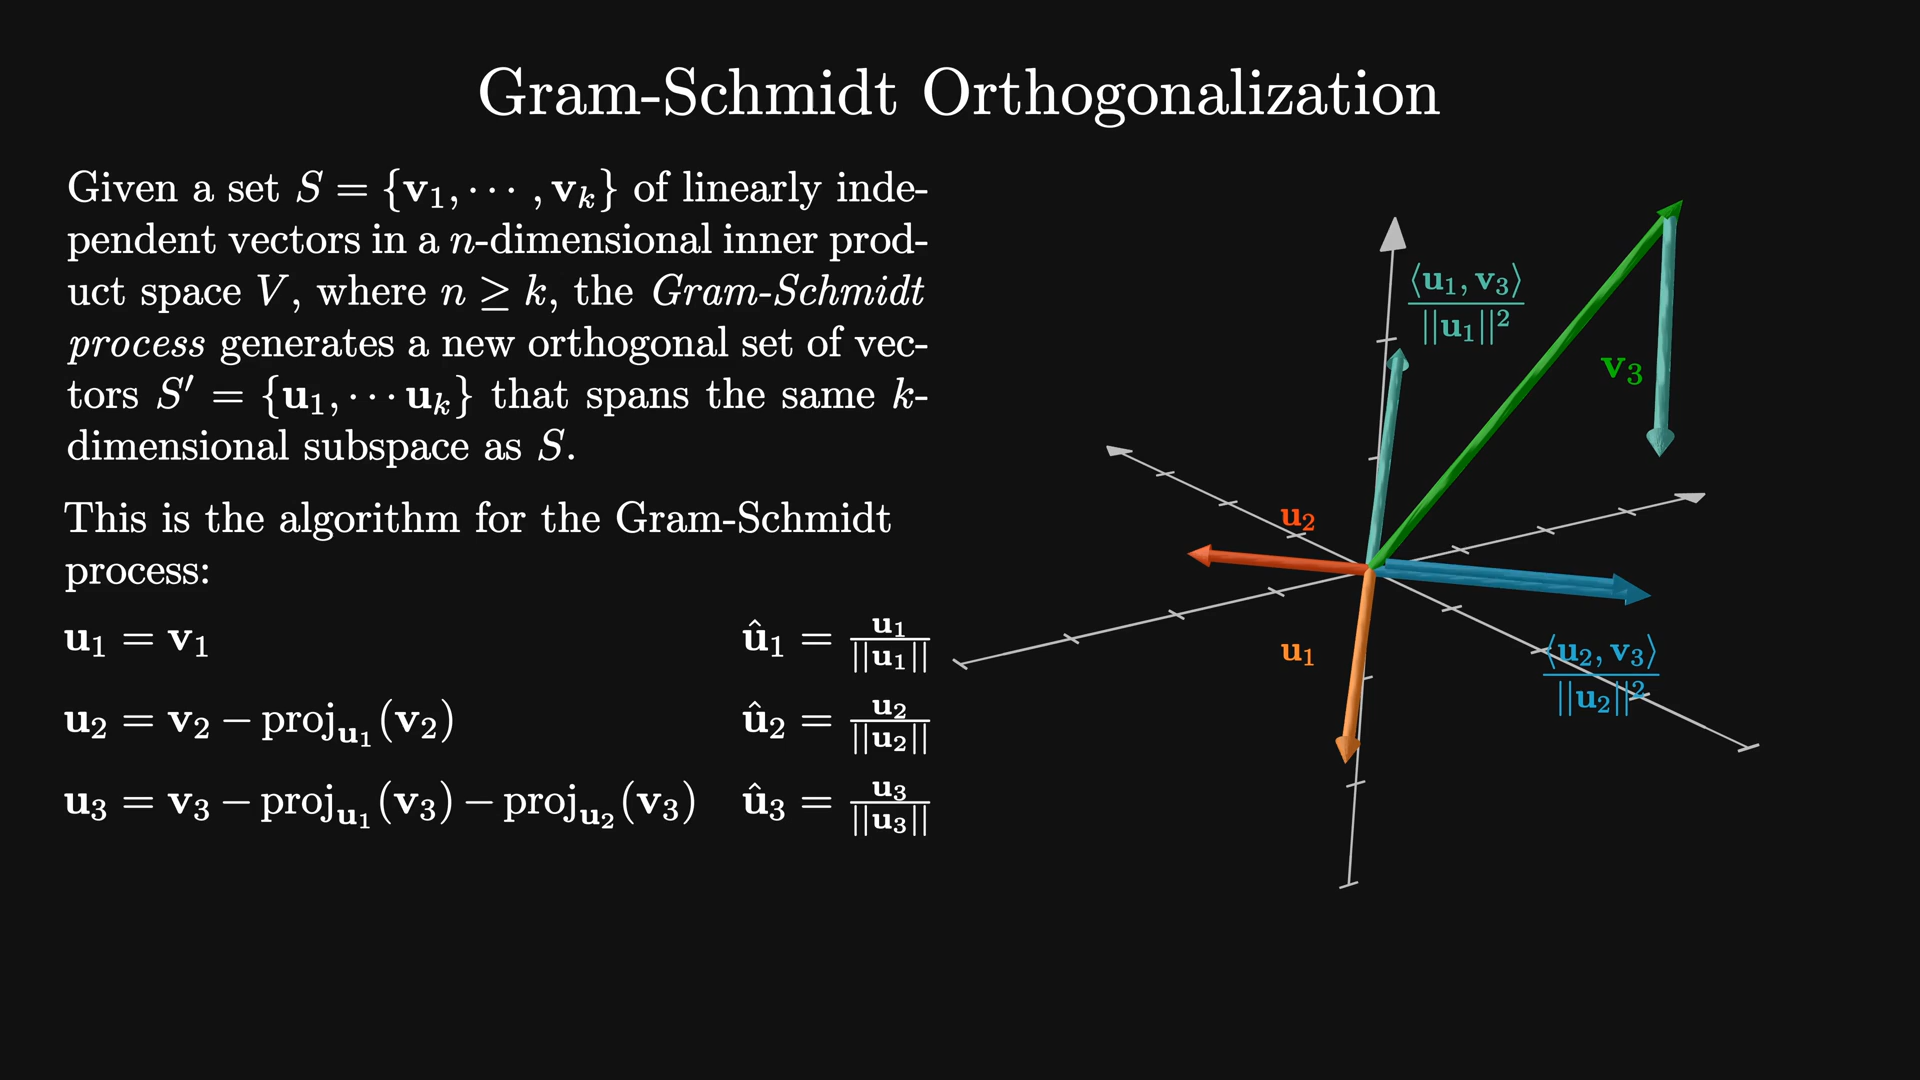 Gram-Schmidt Orthogonalization
Given a set S = {v₁, ⋯ , vₖ} of linearly inde-
pendent vectors in a n-dimensional inner prod-
uct space V, where n ≥ k, the Gram-Schmidt
process generates a new orthogonal set of vec-
tors S′ = {u₁, ⋯ uₖ} that spans the same k-
dimensional subspace as S.
This is the algorithm for the Gram-Schmidt
process:
u₁ = v₁ û₁ = u₁/||u₁||
u₂ = v₂ − proj_u₁(v₂) û₂ = u₂/||u₂||
u₃ = v₃ − proj_u₁(v₃) − proj_u₂(v₃) û₃ = u₃/||u₃||
⟨u₁, v₃⟩/||u₁||²
v₃
u₂
u₁
⟨u₂, v₃⟩/||u₂||²